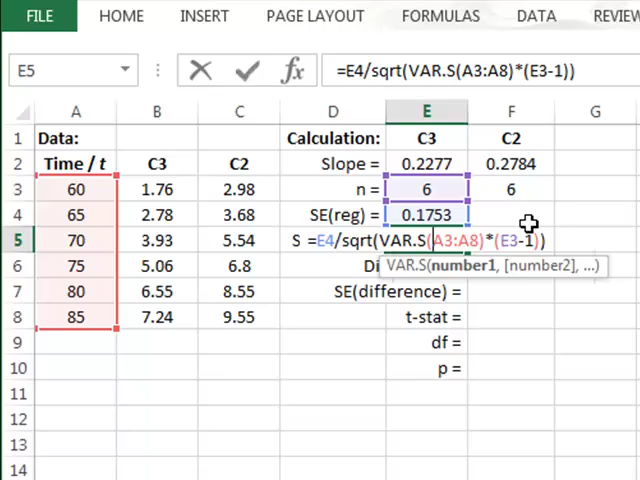 FILE HOME INSERT PAGE LAYOUT FORMULAS DATA REVIEW
E5 fx =E4/sqrt(VAR.S(A3:A8)*(E3-1))
A B C D E F G
1 Data: Calculation: C3 C2
2 Time / t C3 C2 Slope = 0.2277 0.2784
3 60 1.76 2.98 n = 6 6
4 65 2.78 3.68 SE(reg) = 0.1753
5 70 3.93 5.54 S =E4/sqrt(VAR.S(A3:A8)*(E3-1))
6 75 5.06 6.8 Di VAR.S(number1, [number2], ...)
7 80 6.55 8.55 SE(difference) =
8 85 7.24 9.55 t-stat =
9 df =
10 p =
11
12
13
14